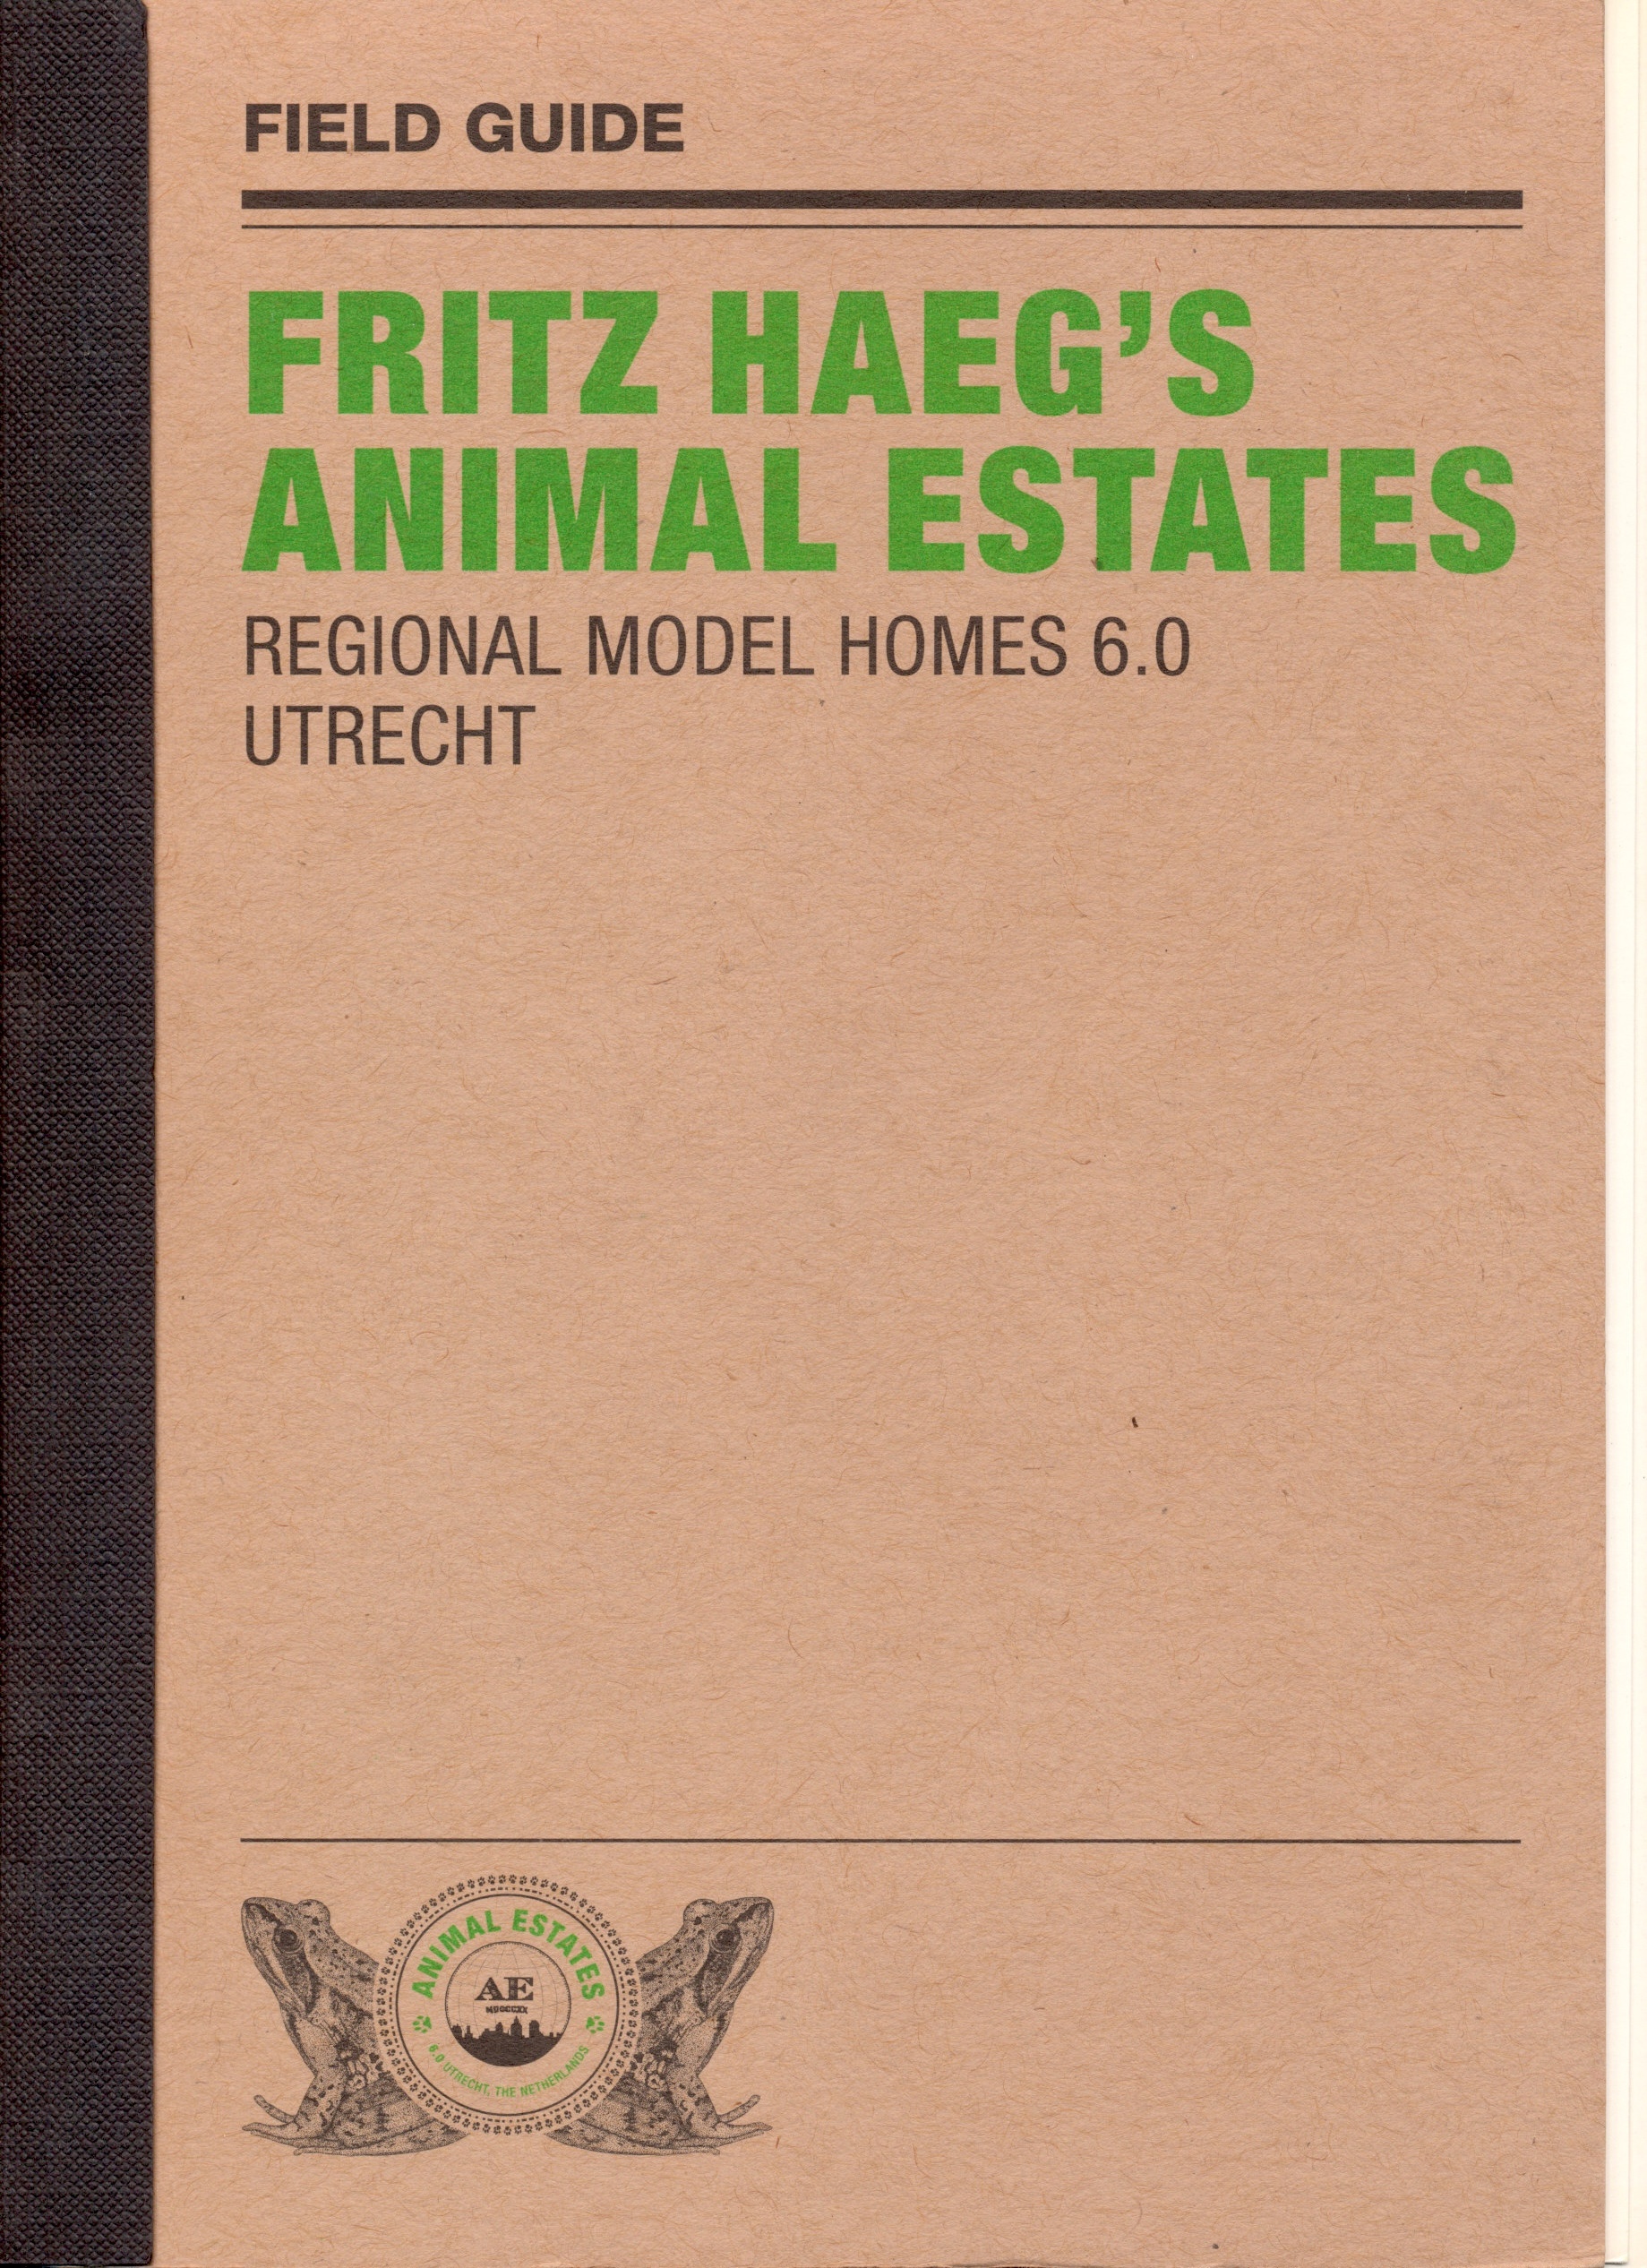 FIELD GUIDE
FRITZ HAEG’S
ANIMAL ESTATES
REGIONAL MODEL HOMES 6.0
UTRECHT
ANIMAL ESTATES
AE
6.0 UTRECHT, THE NETHERLANDS